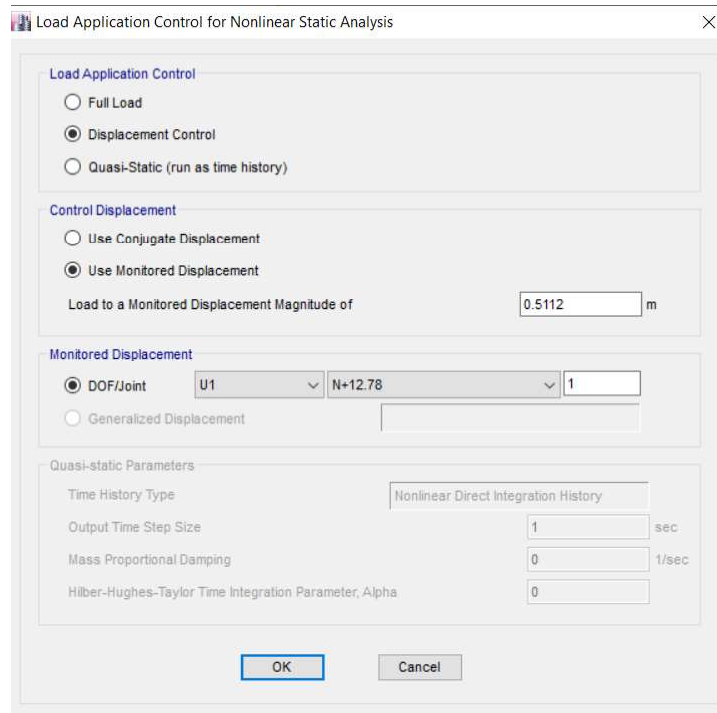 Load Application Control for Nonlinear Static Analysis
Load Application Control
Full Load
Displacement Control
Quasi-Static (run as time history)
Control Displacement
Use Conjugate Displacement
Use Monitored Displacement
Load to a Monitored Displacement Magnitude of 0.5112 m
Monitored Displacement
DOF/Joint U1 N+12.78 1
Generalized Displacement
Quasi-static Parameters
Time History Type Nonlinear Direct Integration History
Output Time Step Size 1 sec
Mass Proportional Damping 0 1/sec
Hilber-Hughes-Taylor Time Integration Parameter, Alpha 0
OK Cancel